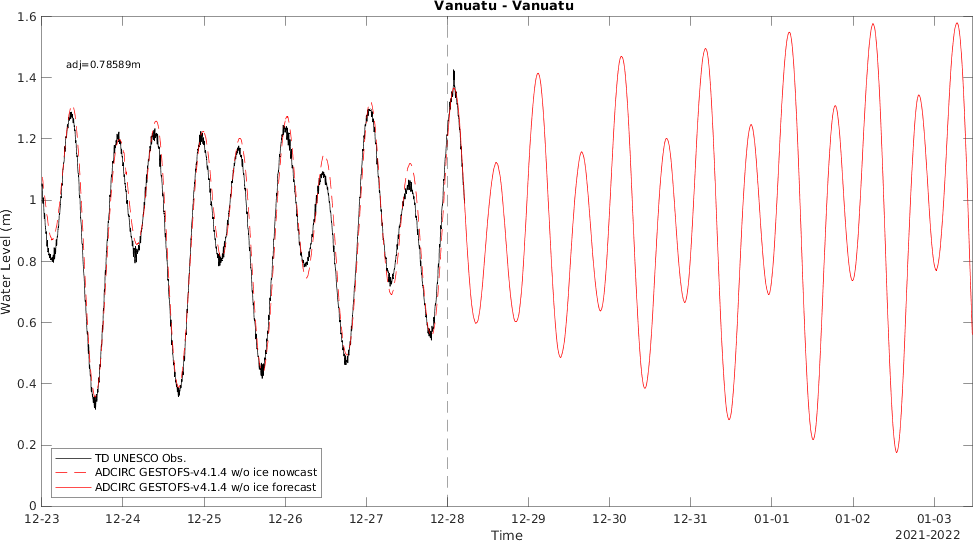 Vanuatu - Vanuatu
1.6
1.4
1.2
1
0.8
0.6
0.4
0.2
0
Water Level (m)
adj=0.78589m
TD UNESCO Obs.
ADCIRC GESTOFS-v4.1.4 w/o ice nowcast
ADCIRC GESTOFS-v4.1.4 w/o ice forecast
12-23 12-24 12-25 12-26 12-27 12-28 12-29 12-30 12-31 01-01 01-02 01-03
Time
2021-2022